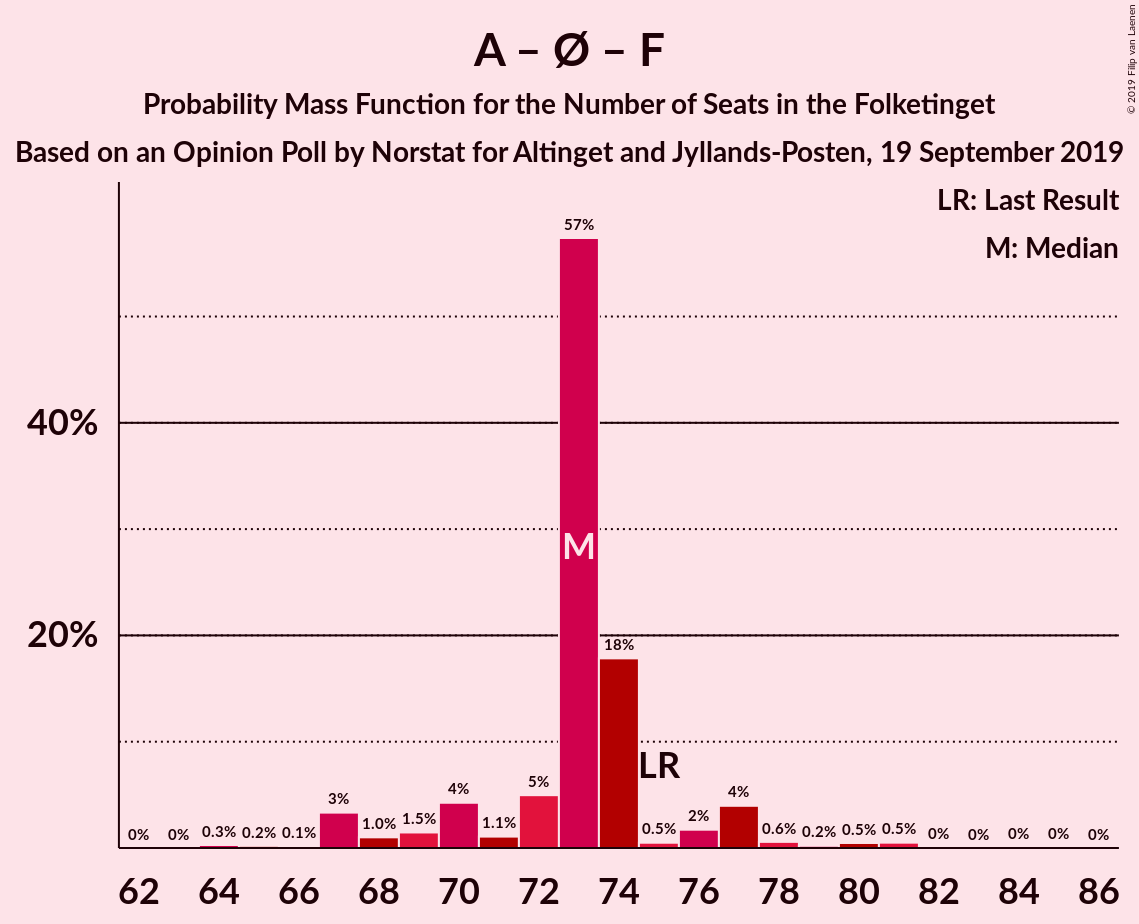 A – Ø – F
Probability Mass Function for the Number of Seats in the Folketinget
Based on an Opinion Poll by Norstat for Altinget and Jyllands-Posten, 19 September 2019
© 2019 Filip van Laenen
LR: Last Result
M: Median
57%
40%
M
20%
18%
LR
0% 0% 0.3% 0.2% 0.1% 3% 1.0% 1.5% 4% 1.1% 5% 0.5% 2% 4% 0.6% 0.2% 0.5% 0.5% 0% 0% 0% 0% 0%
62 64 66 68 70 72 74 76 78 80 82 84 86